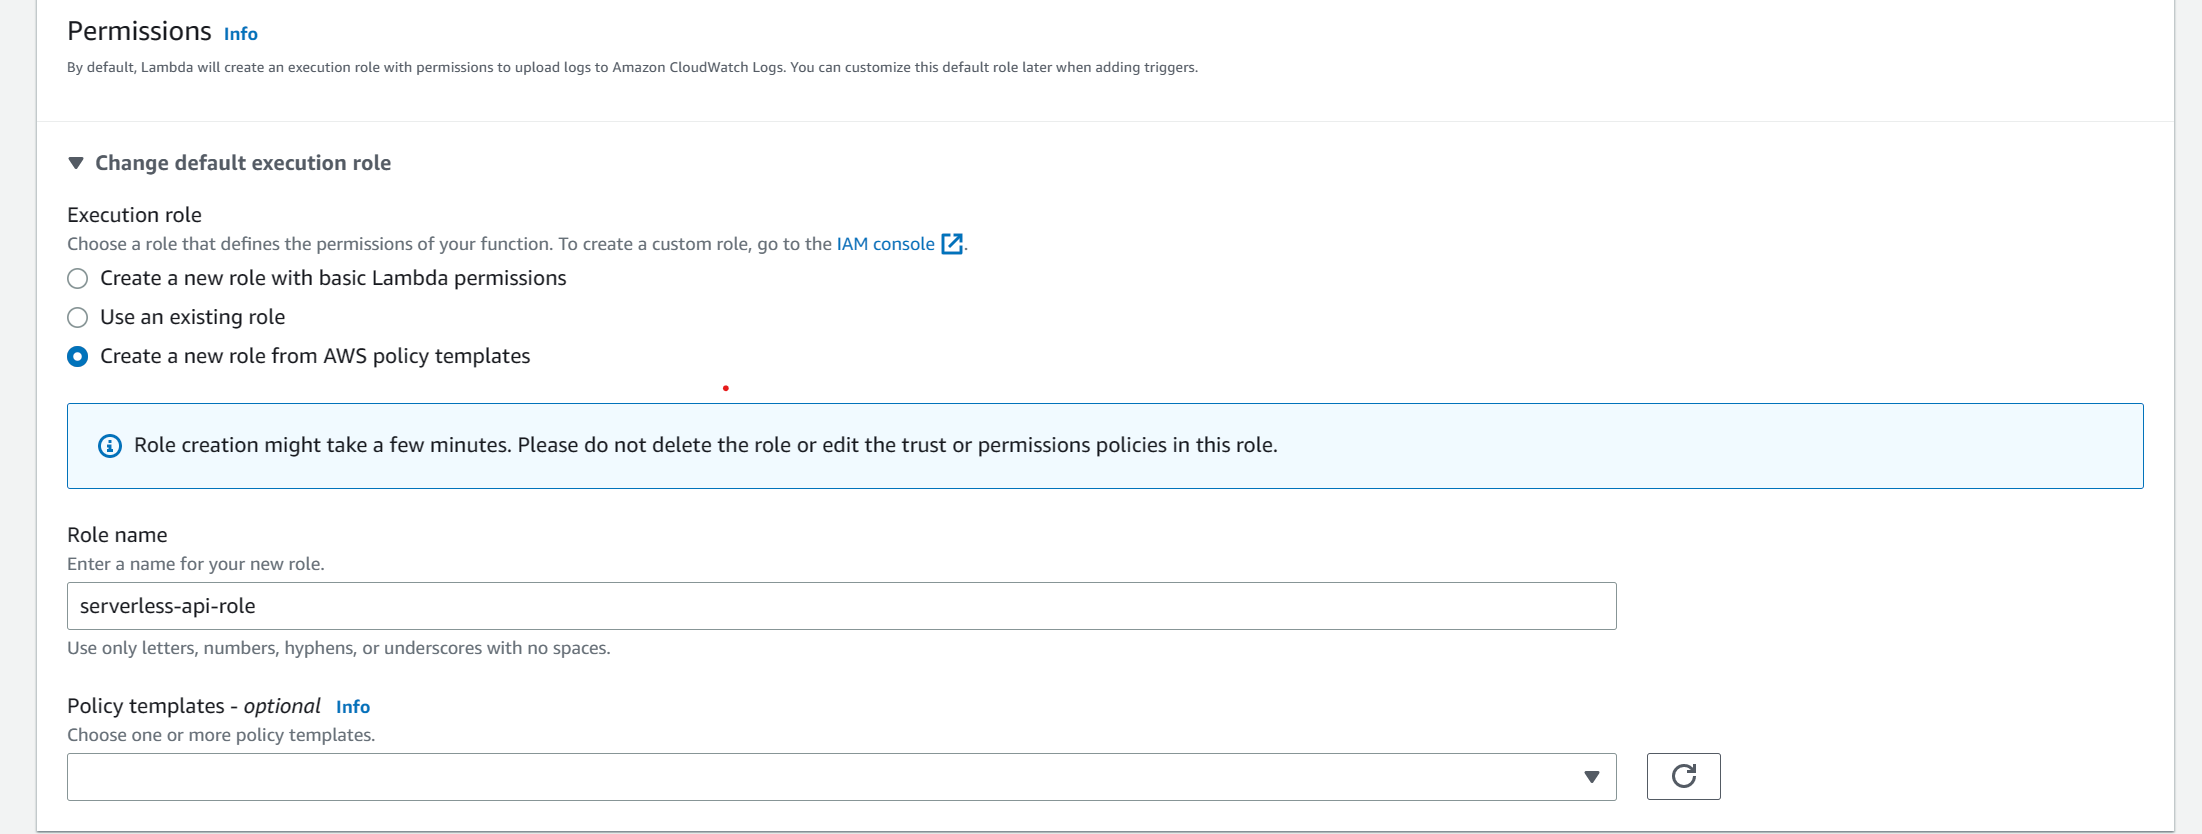 Permissions Info
By default, Lambda will create an execution role with permissions to upload logs to Amazon CloudWatch Logs. You can customize this default role later when adding triggers.
Change default execution role
Execution role
Choose a role that defines the permissions of your function. To create a custom role, go to the IAM console.
Create a new role with basic Lambda permissions
Use an existing role
Create a new role from AWS policy templates
Role creation might take a few minutes. Please do not delete the role or edit the trust or permissions policies in this role.
Role name
Enter a name for your new role.
serverless-api-role
Use only letters, numbers, hyphens, or underscores with no spaces.
Policy templates - optional Info
Choose one or more policy templates.